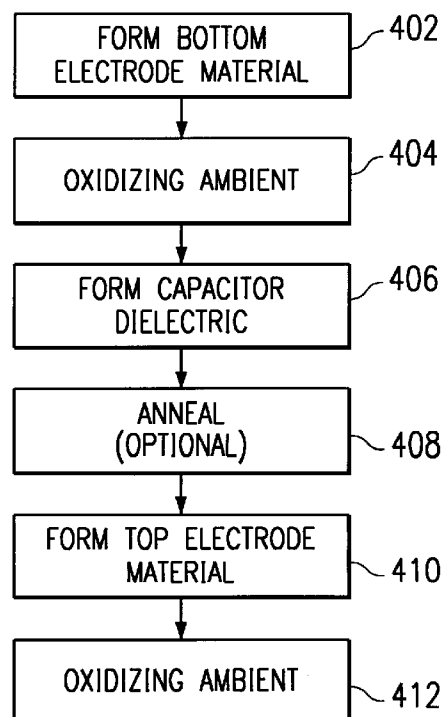 FORM BOTTOM
ELECTRODE MATERIAL
402
OXIDIZING AMBIENT
404
FORM CAPACITOR
DIELECTRIC
406
ANNEAL
(OPTIONAL)
408
FORM TOP ELECTRODE
MATERIAL
410
OXIDIZING AMBIENT
412